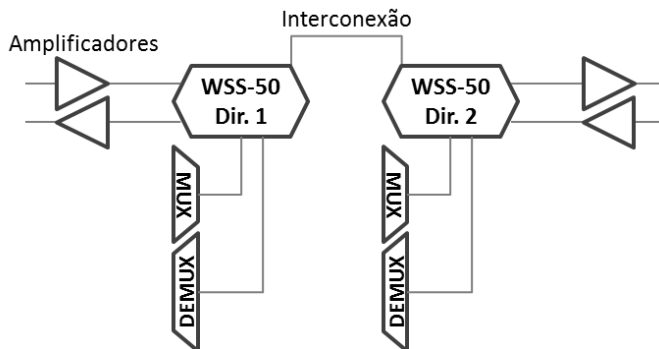 Interconexão
Amplificadores
WSS-50
Dir. 1
WSS-50
Dir. 2
MUX
MUX
DEMUX
DEMUX